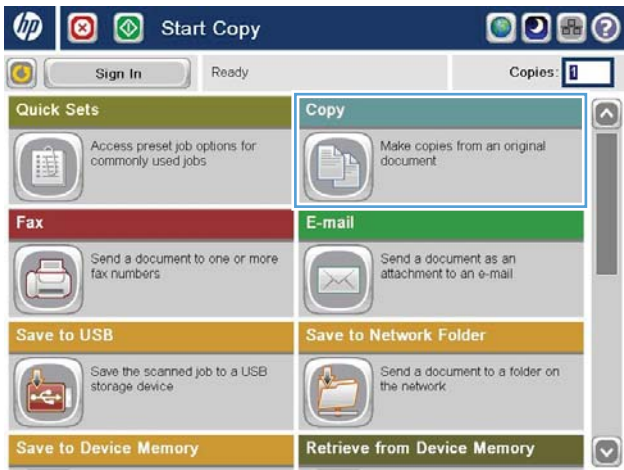 hp
Start Copy
?
Sign In
Ready
Copies: 1
Quick Sets
Access preset job options for
commonly used jobs
Copy
Make copies from an original
document
Fax
Send a document to one or more
fax numbers
E-mail
Send a document as an
attachment to an e-mail
Save to USB
Save the scanned job to a USB
storage device
Save to Network Folder
Send a document to a folder on
the network
Save to Device Memory
Retrieve from Device Memory